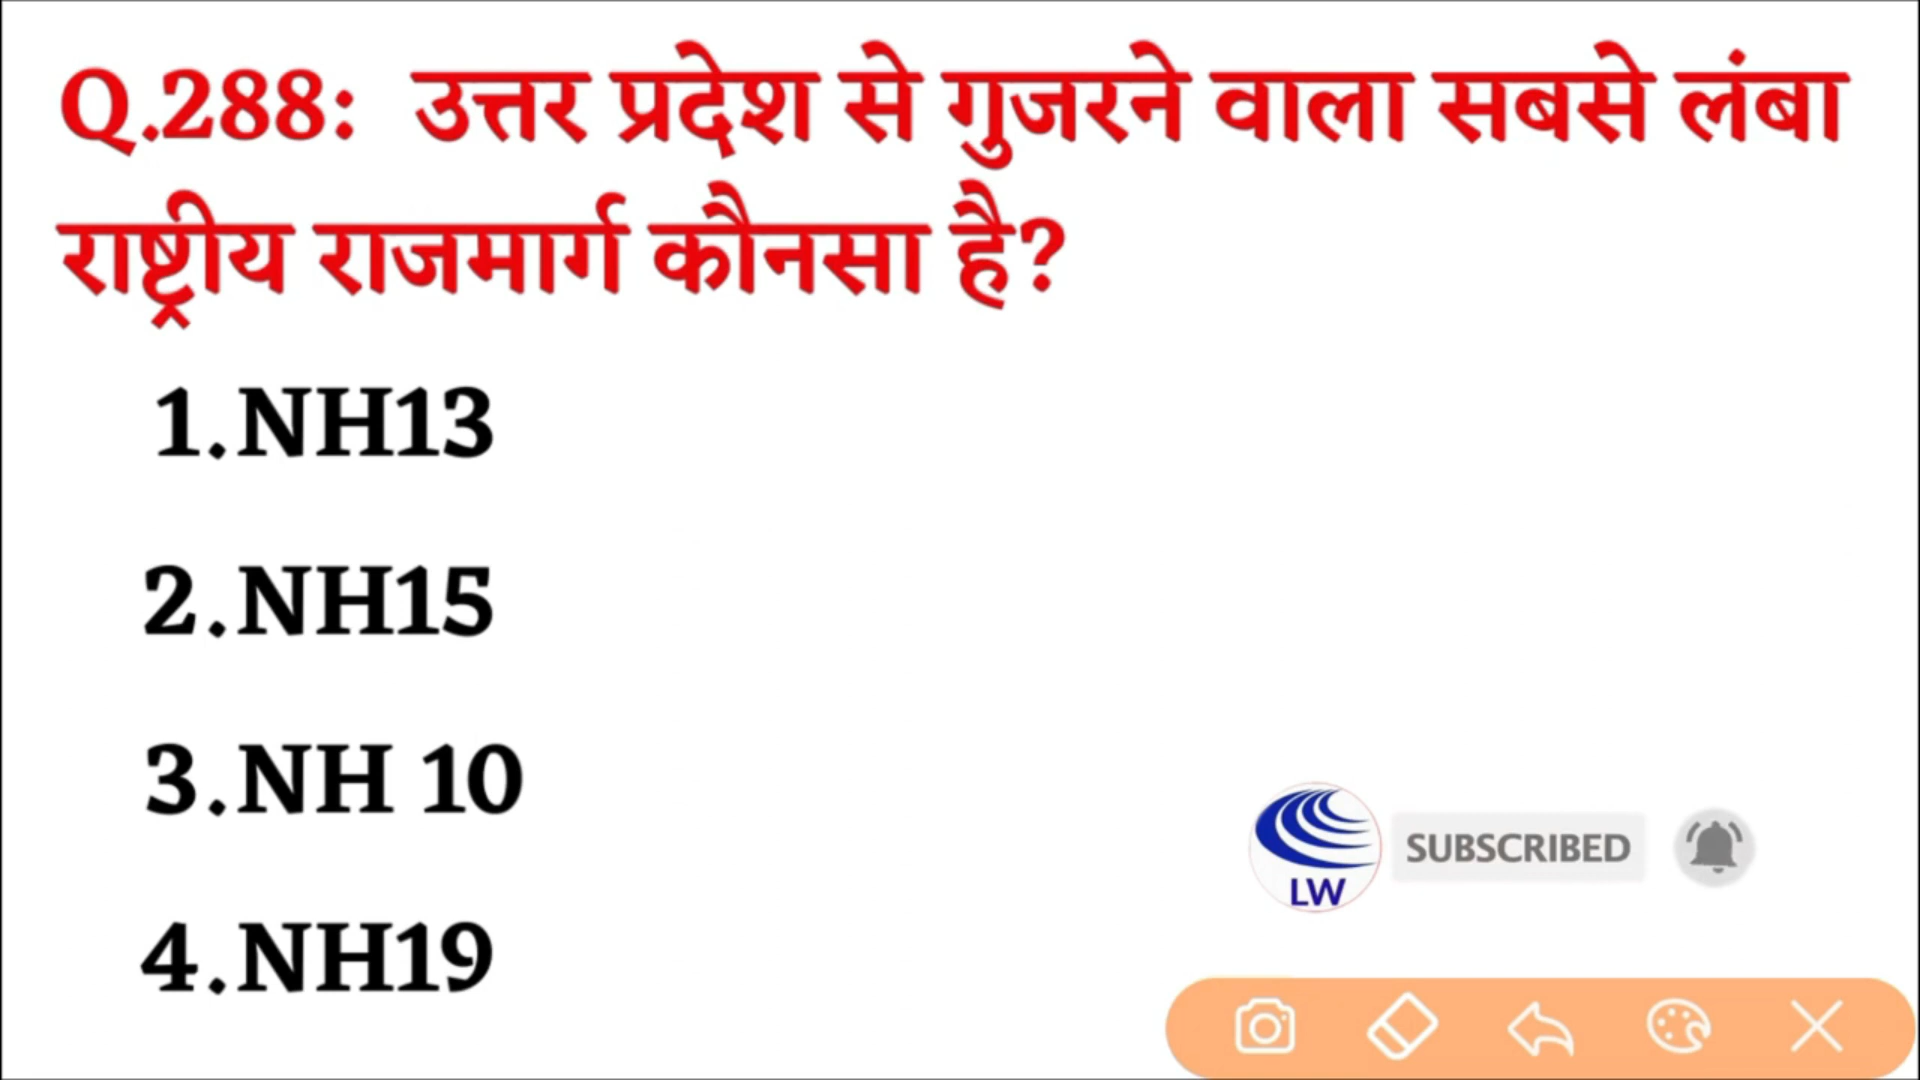 Q.288: उत्तर प्रदेश से गुजरने वाला सबसे लंबा
राष्ट्रीय राजमार्ग कौनसा है?
1.NH13
2.NH15
3.NH 10
4.NH19
LW
SUBSCRIBED